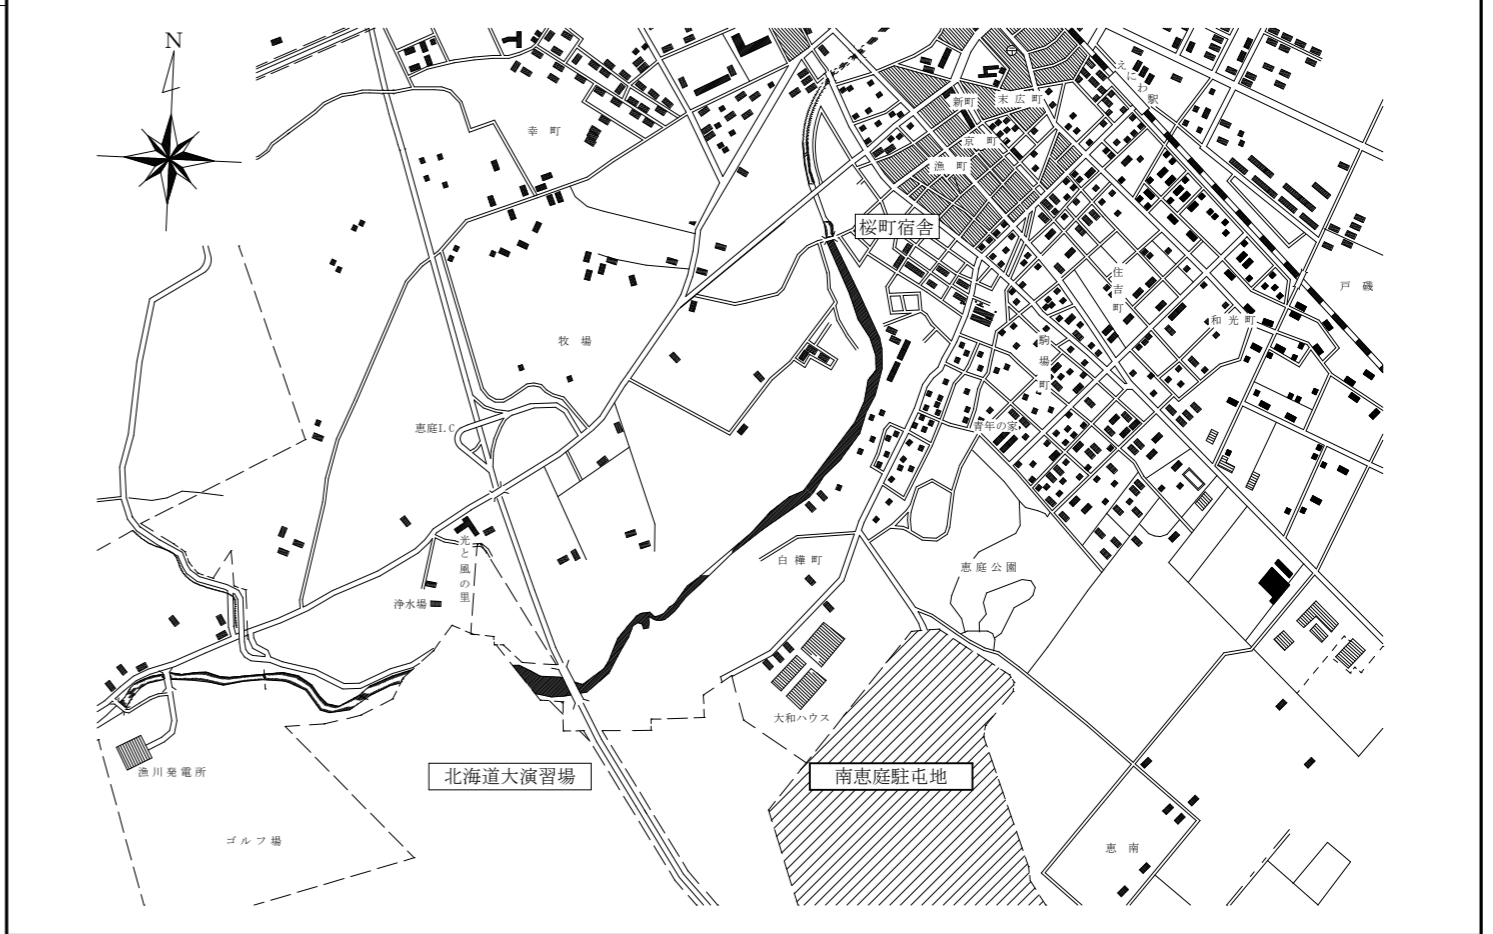 N
えにわ駅
新町
末広町
幸町
京町
漁町
桜町宿舎
住吉町
戸磯
和光町
牧場
駒場町
恵庭I.C
青年の家
光と風の里
白樺町
恵庭公園
浄水場
大和ハウス
漁川発電所
北海道大演習場
南恵庭駐屯地
ゴルフ場
恵南